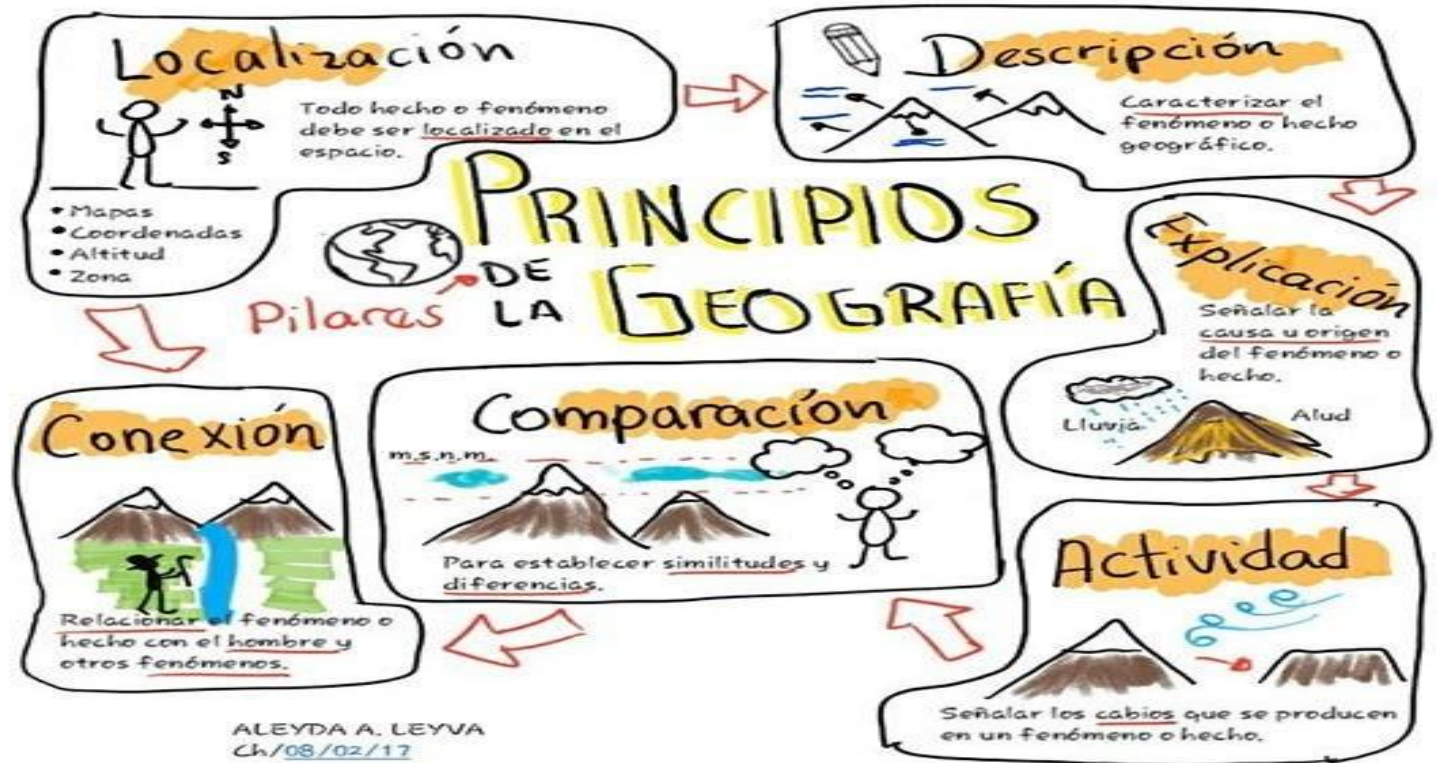 Localización
N
S
Todo hecho o fenómeno
debe ser localizado en el
espacio.
• Mapas
• Coordenadas
• Altitud
• Zona
Descripción
Caracterizar el
fenómeno o hecho
geográfico.
PRINCIPIOS
DE
LA GEOGRAFÍA
Pilares
Explicación
Señalar la
causa u origen
del fenómeno o
hecho.
Lluvia
Alud
Actividad
Señalar los cabios que se producen
en un fenómeno o hecho.
Comparación
m.s.n.m.
Para establecer similitudes y
diferencias.
Conexión
Relacionar el fenómeno o
hecho con el hombre y
otros fenómenos.
ALEYDA A. LEYVA
Ch/08/02/17